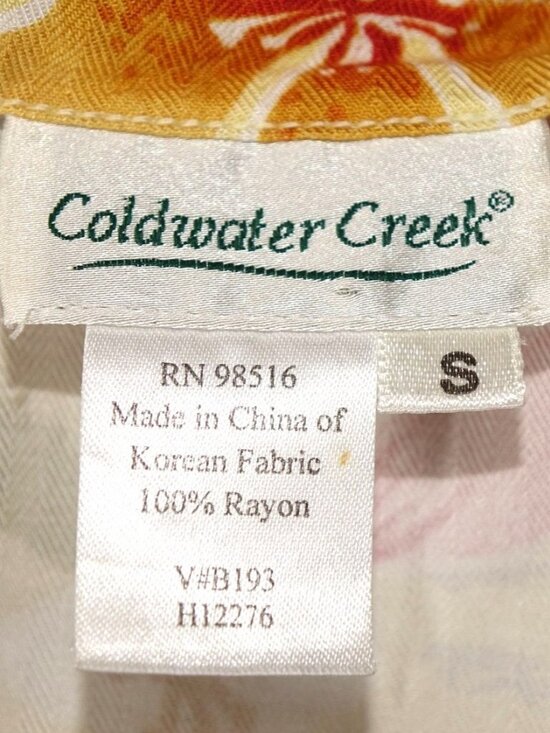 Coldwater Creek®
S
RN 98516
Made in China of
Korean Fabric
100% Rayon
V#B193
H12276